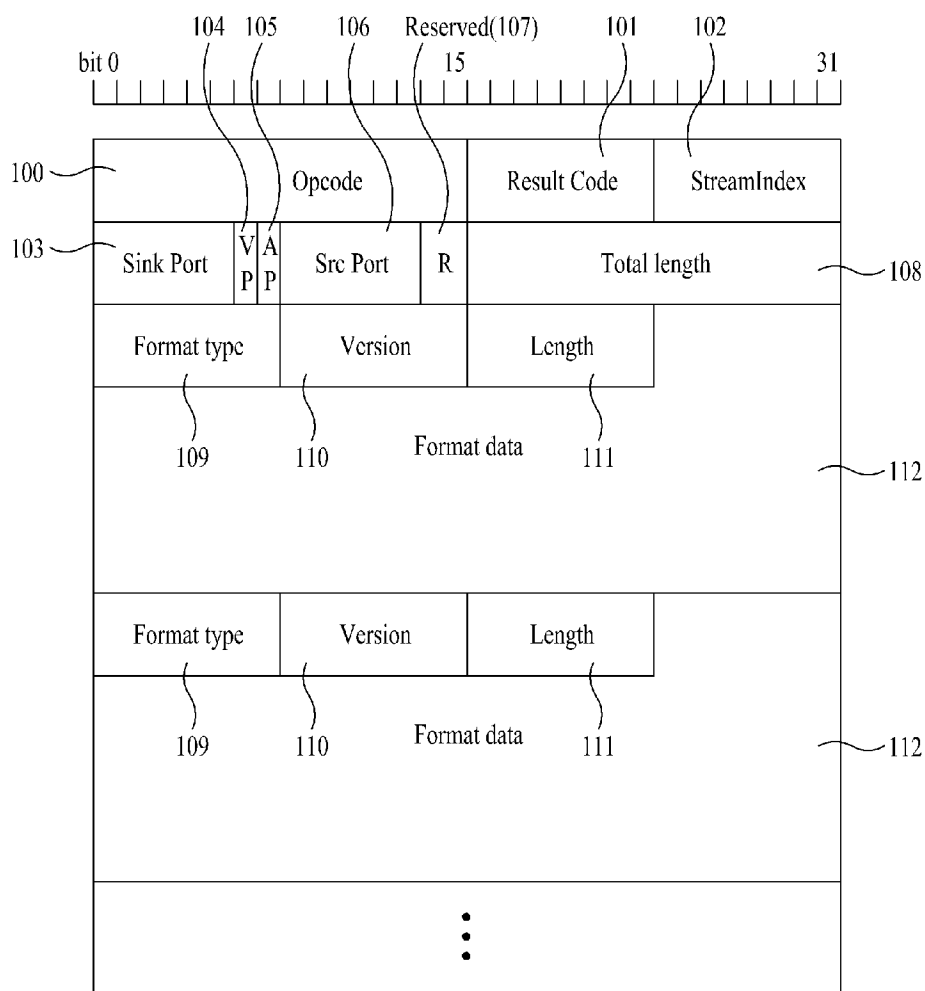 104 105 106 Reserved(107) 101 102
bit 0 15 31
100 Opcode Result Code StreamIndex
103 Sink Port VP AP Src Port R Total length 108
Format type Version Length
109 110 Format data 111 112
Format type Version Length
109 110 Format data 111 112